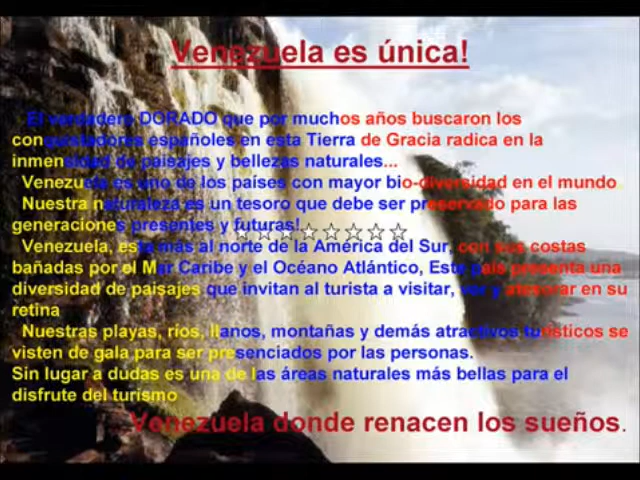 Venezuela es única!
El verdadero DORADO que por muchos años buscaron los
conquistadores españoles en esta Tierra de Gracia radica en la
inmensidad de paisajes y bellezas naturales...
Venezuela es uno de los países con mayor bio-diversidad en el mundo.
Nuestra naturaleza es un tesoro que debe ser preservado para las
generaciones presentes y futuras!
Venezuela, esta más al norte de la América del Sur, con sus costas
bañadas por el Mar Caribe y el Océano Atlántico, Este país presenta una
diversidad de paisajes que invitan al turista a visitar, ver y atesorar en su
retina
Nuestras playas, ríos, llanos, montañas y demás atractivos turísticos se
visten de gala para ser presenciados por las personas.
Sin lugar a dudas es una de las áreas naturales más bellas para el
disfrute del turismo
Venezuela donde renacen los sueños.